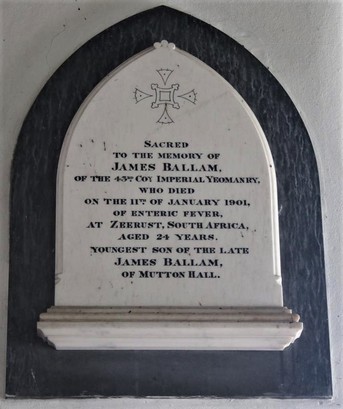 SACRED
TO THE MEMORY OF
JAMES BALLAM,
OF THE 45TH COY IMPERIAL YEOMANRY,
WHO DIED
ON THE 11TH OF JANUARY 1901,
OF ENTERIC FEVER,
AT ZEERUST, SOUTH AFRICA,
AGED 24 YEARS.
YOUNGEST SON OF THE LATE
JAMES BALLAM,
OF MUTTON HALL.